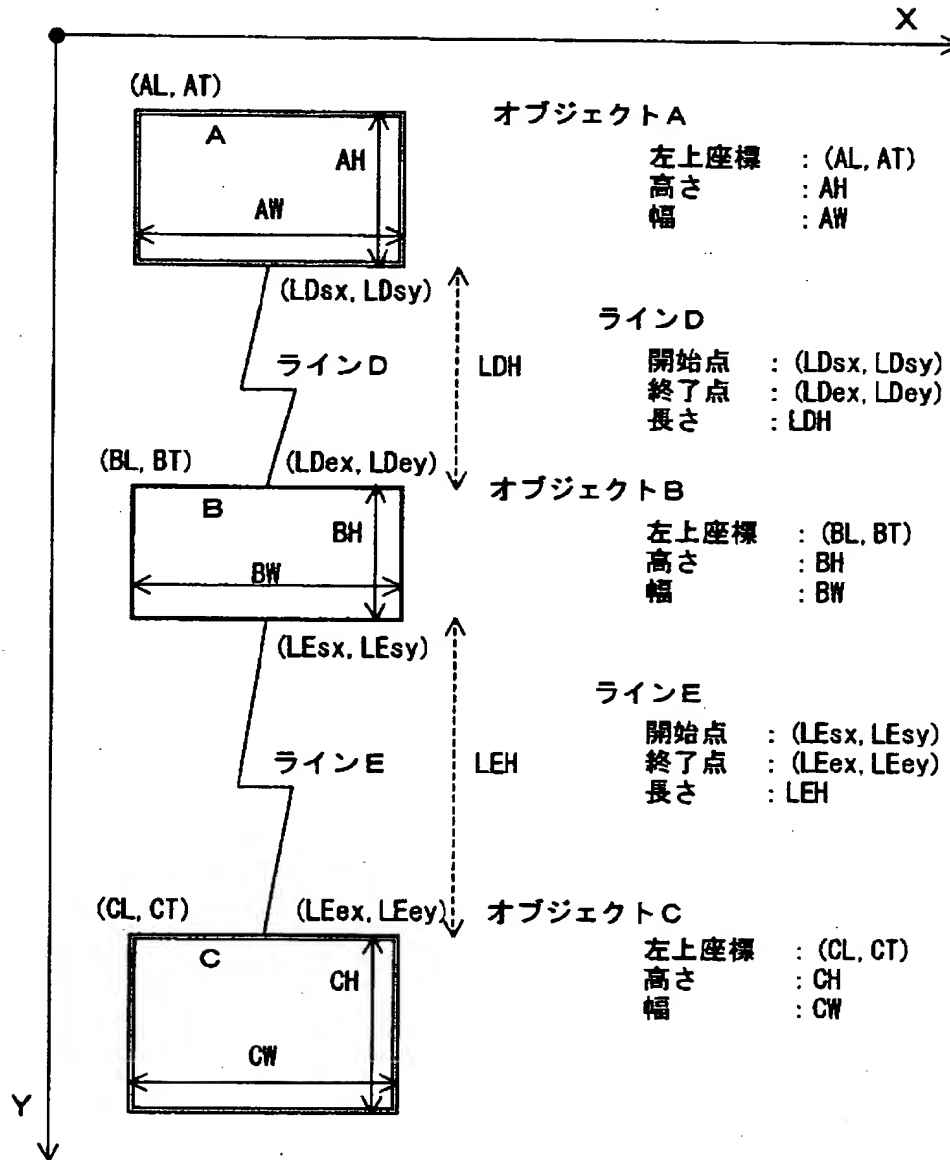 X
(AL, AT)
A
AH
AW
オブジェクトA
左上座標 : (AL, AT)
高さ : AH
幅 : AW
(LDsx, LDsy)
ラインD
LDH
ラインD
開始点 : (LDsx, LDsy)
終了点 : (LDex, LDey)
長さ : LDH
(BL, BT)
(LDex, LDey)
B
BH
BW
オブジェクトB
左上座標 : (BL, BT)
高さ : BH
幅 : BW
(LEsx, LEsy)
ラインE
LEH
ラインE
開始点 : (LEsx, LEsy)
終了点 : (LEex, LEey)
長さ : LEH
(CL, CT)
(LEex, LEey)
C
CH
CW
オブジェクトC
左上座標 : (CL, CT)
高さ : CH
幅 : CW
Y